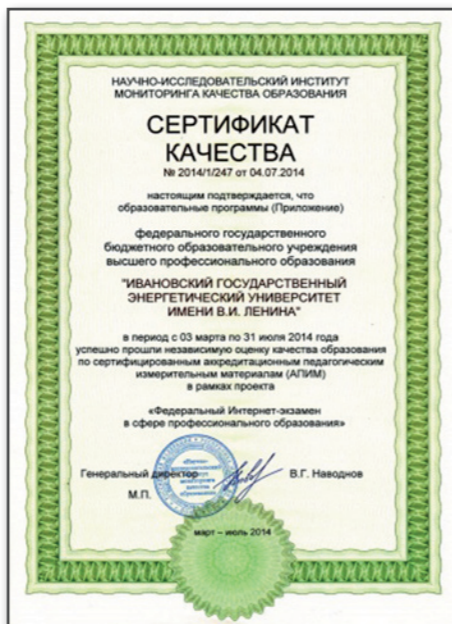 НАУЧНО-ИССЛЕДОВАТЕЛЬСКИЙ ИНСТИТУТ
МОНИТОРИНГА КАЧЕСТВА ОБРАЗОВАНИЯ
СЕРТИФИКАТ
КАЧЕСТВА
№ 2014/1/247 от 04.07.2014
настоящим подтверждается, что
образовательные программы (Приложение)
федерального государственного
бюджетного образовательного учреждения
высшего профессионального образования
"ИВАНОВСКИЙ ГОСУДАРСТВЕННЫЙ
ЭНЕРГЕТИЧЕСКИЙ УНИВЕРСИТЕТ
ИМЕНИ В.И. ЛЕНИНА"
в период с 03 марта по 31 июля 2014 года
успешно прошли независимую оценку качества образования
по сертифицированным аккредитационным педагогическим
измерительным материалам (АПИМ)
в рамках проекта
«Федеральный Интернет-экзамен
в сфере профессионального образования»
Генеральный директор В.Г. Наводнов
М.П.
март – июль 2014